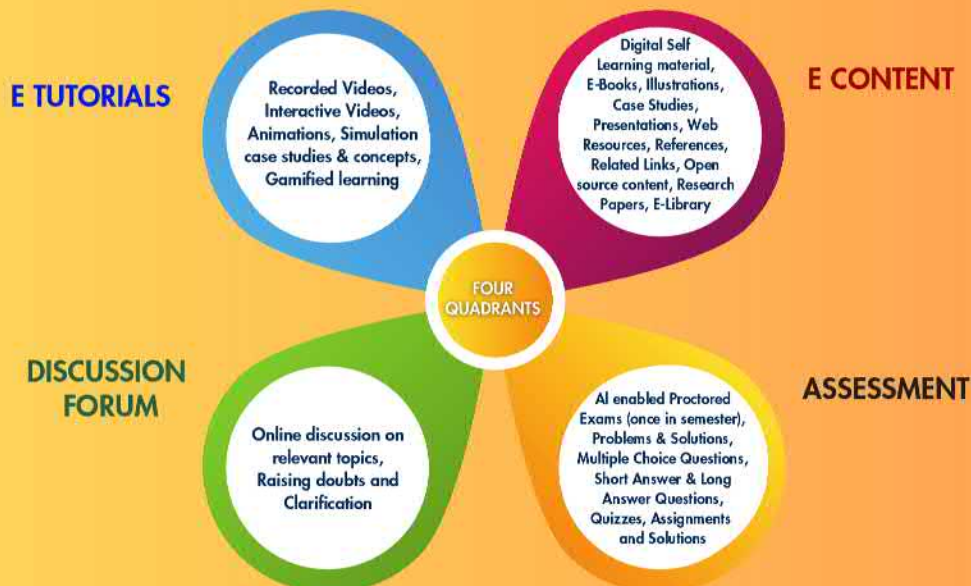 E TUTORIALS
Recorded Videos,
Interactive Videos,
Animations, Simulation
case studies & concepts,
Gamified learning
Digital Self
Learning material,
E-Books, Illustrations,
Case Studies,
Presentations, Web
Resources, References,
Related Links, Open
source content, Research
Papers, E-Library
E CONTENT
FOUR
QUADRANTS
DISCUSSION
FORUM
Online discussion on
relevant topics,
Raising doubts and
Clarification
AI enabled Proctored
Exams (once in semester),
Problems & Solutions,
Multiple Choice Questions,
Short Answer & Long
Answer Questions,
Quizzes, Assignments
and Solutions
ASSESSMENT